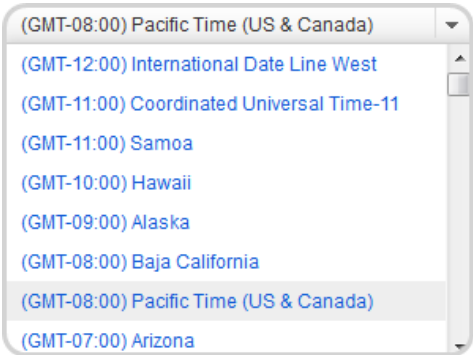 (GMT-08:00) Pacific Time (US & Canada)
(GMT-12:00) International Date Line West
(GMT-11:00) Coordinated Universal Time-11
(GMT-11:00) Samoa
(GMT-10:00) Hawaii
(GMT-09:00) Alaska
(GMT-08:00) Baja California
(GMT-08:00) Pacific Time (US & Canada)
(GMT-07:00) Arizona